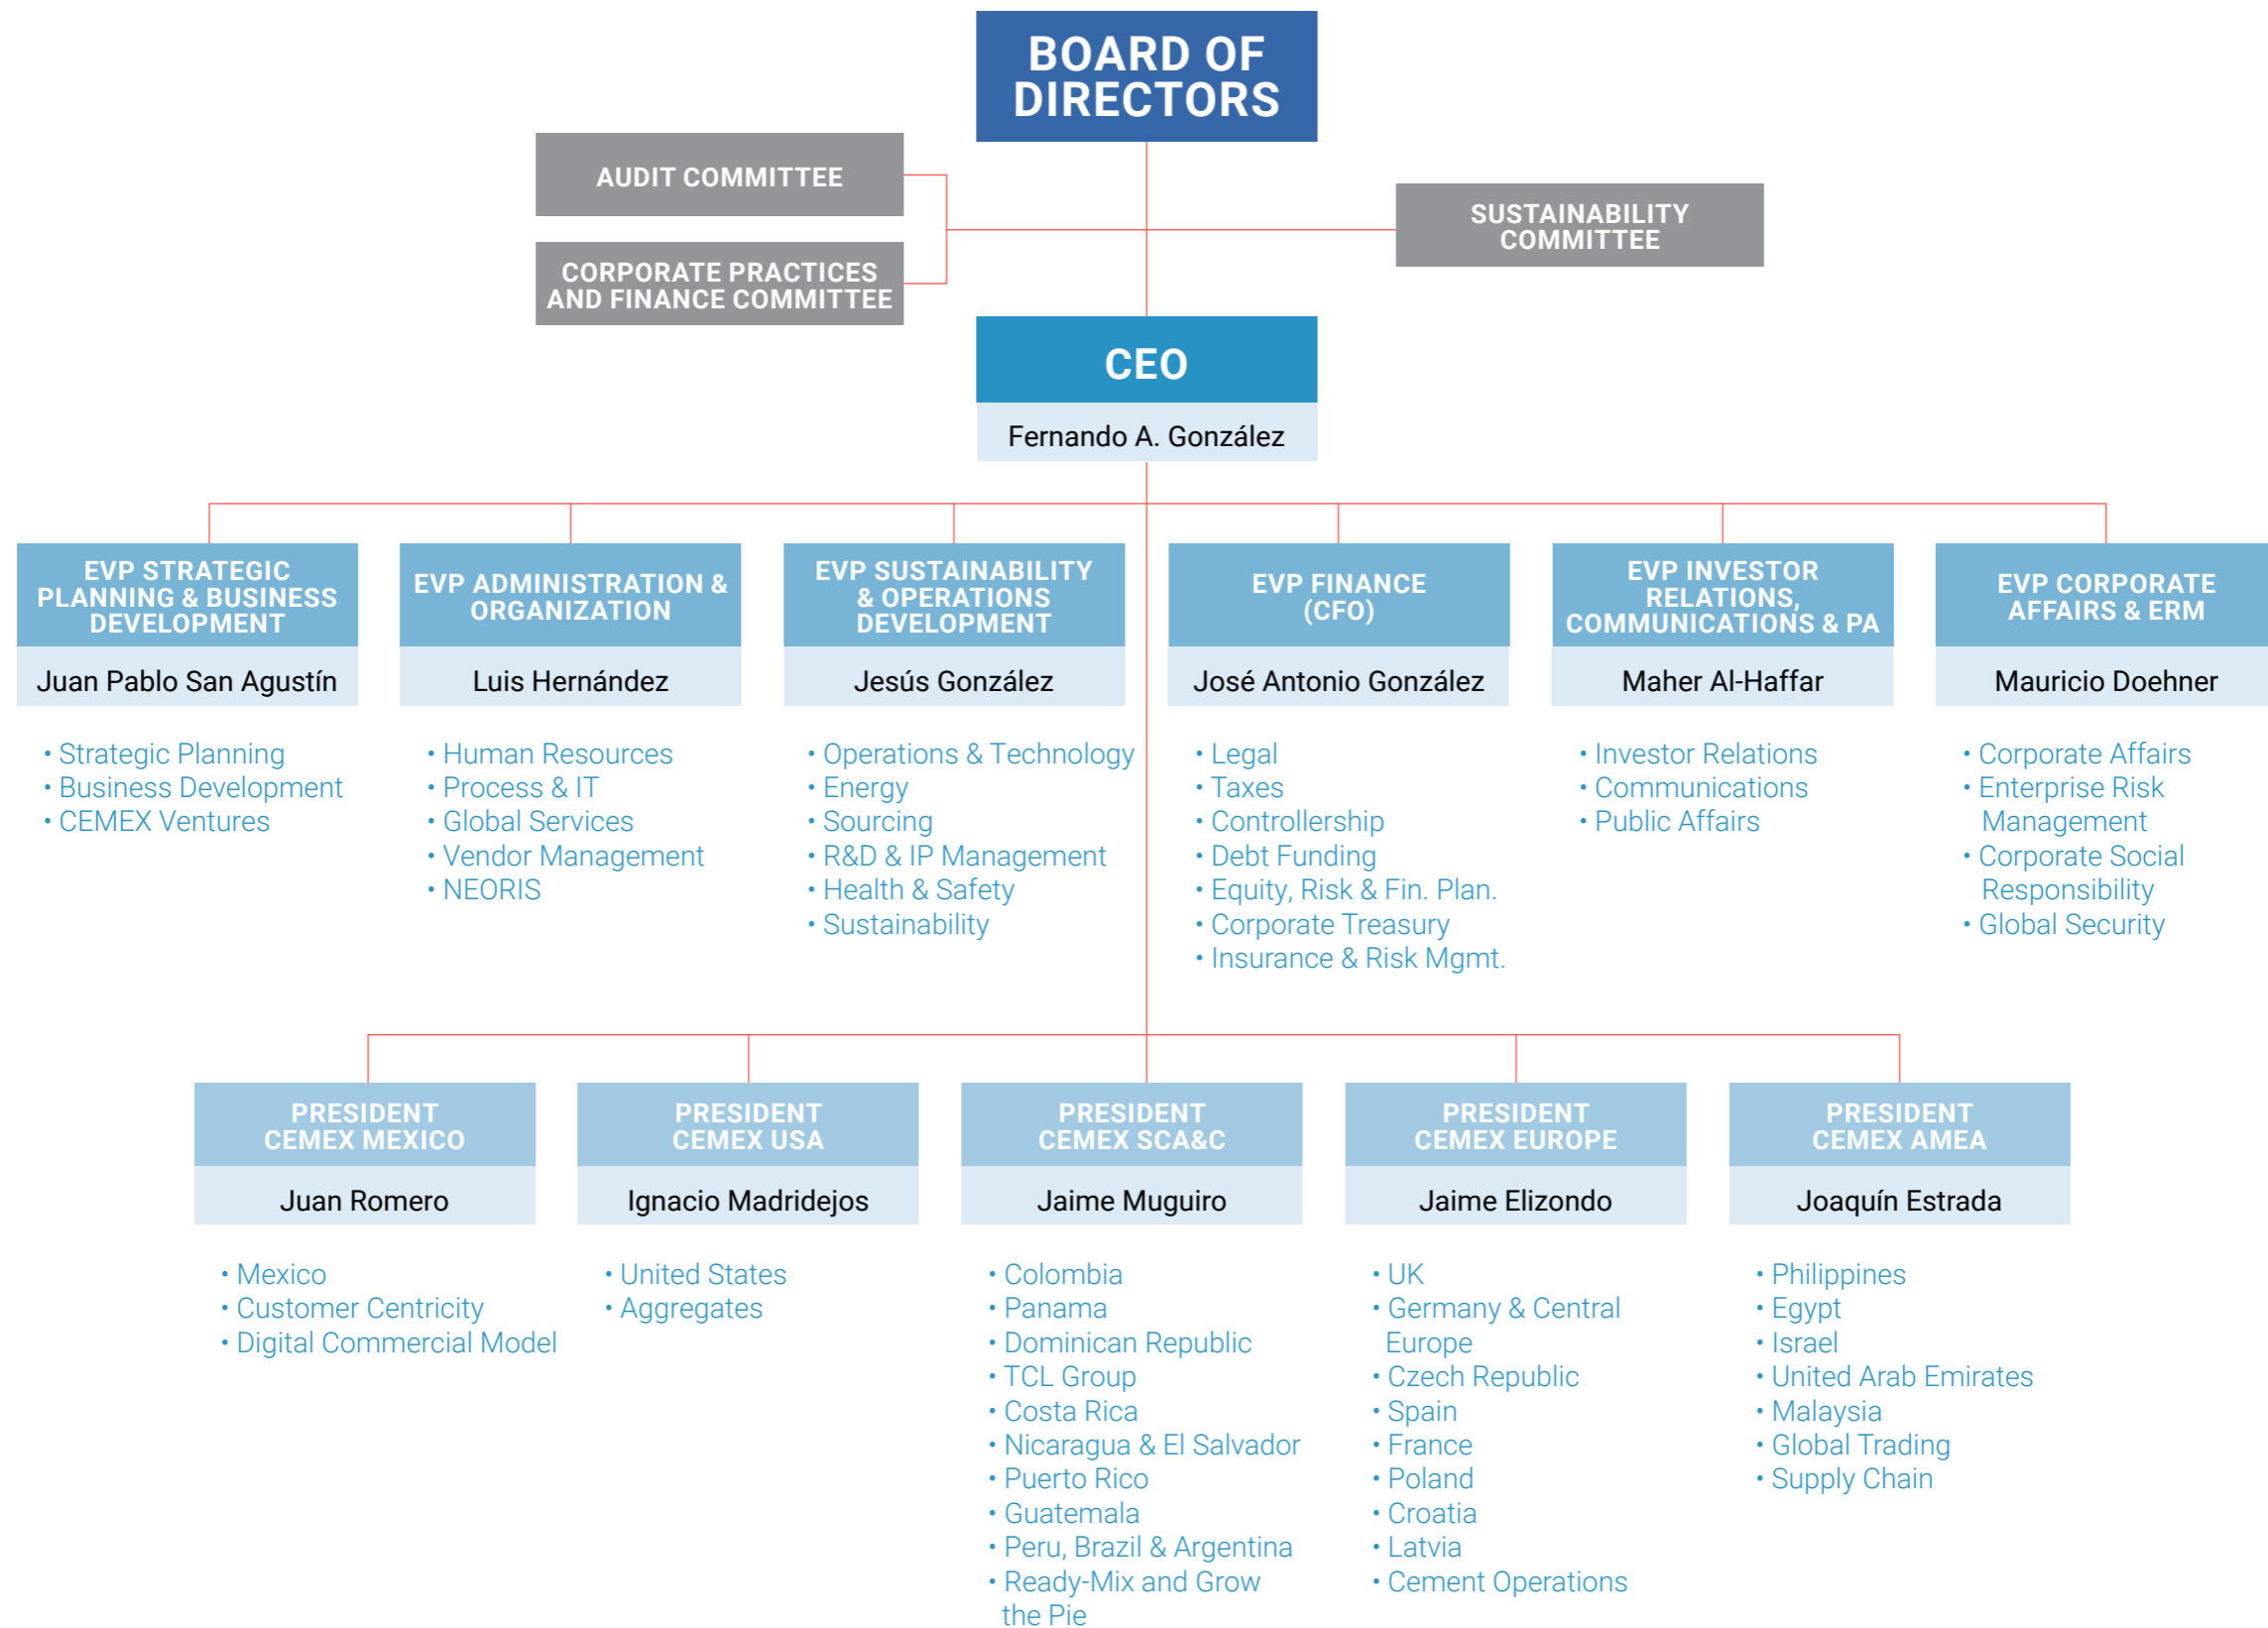 BOARD OF
DIRECTORS
AUDIT COMMITTEE
CORPORATE PRACTICES
AND FINANCE COMMITTEE
SUSTAINABILITY
COMMITTEE
CEO
Fernando A. González
EVP STRATEGIC
PLANNING & BUSINESS
DEVELOPMENT
Juan Pablo San Agustín
• Strategic Planning
• Business Development
• CEMEX Ventures
EVP ADMINISTRATION &
ORGANIZATION
Luis Hernández
• Human Resources
• Process & IT
• Global Services
• Vendor Management
• NEORIS
EVP SUSTAINABILITY
& OPERATIONS
DEVELOPMENT
Jesús González
• Operations & Technology
• Energy
• Sourcing
• R&D & IP Management
• Health & Safety
• Sustainability
EVP FINANCE
(CFO)
José Antonio González
• Legal
• Taxes
• Controllership
• Debt Funding
• Equity, Risk & Fin. Plan.
• Corporate Treasury
• Insurance & Risk Mgmt.
EVP INVESTOR
RELATIONS,
COMMUNICATIONS & PA
Maher Al-Haffar
• Investor Relations
• Communications
• Public Affairs
EVP CORPORATE
AFFAIRS & ERM
Mauricio Doehner
• Corporate Affairs
• Enterprise Risk
Management
• Corporate Social
Responsibility
• Global Security
PRESIDENT
CEMEX MEXICO
Juan Romero
• Mexico
• Customer Centricity
• Digital Commercial Model
PRESIDENT
CEMEX USA
Ignacio Madridejos
• United States
• Aggregates
PRESIDENT
CEMEX SCA&C
Jaime Muguiro
• Colombia
• Panama
• Dominican Republic
• TCL Group
• Costa Rica
• Nicaragua & El Salvador
• Puerto Rico
• Guatemala
• Peru, Brazil & Argentina
• Ready-Mix and Grow
the Pie
PRESIDENT
CEMEX EUROPE
Jaime Elizondo
• UK
• Germany & Central
Europe
• Czech Republic
• Spain
• France
• Poland
• Croatia
• Latvia
• Cement Operations
PRESIDENT
CEMEX AMEA
Joaquín Estrada
• Philippines
• Egypt
• Israel
• United Arab Emirates
• Malaysia
• Global Trading
• Supply Chain